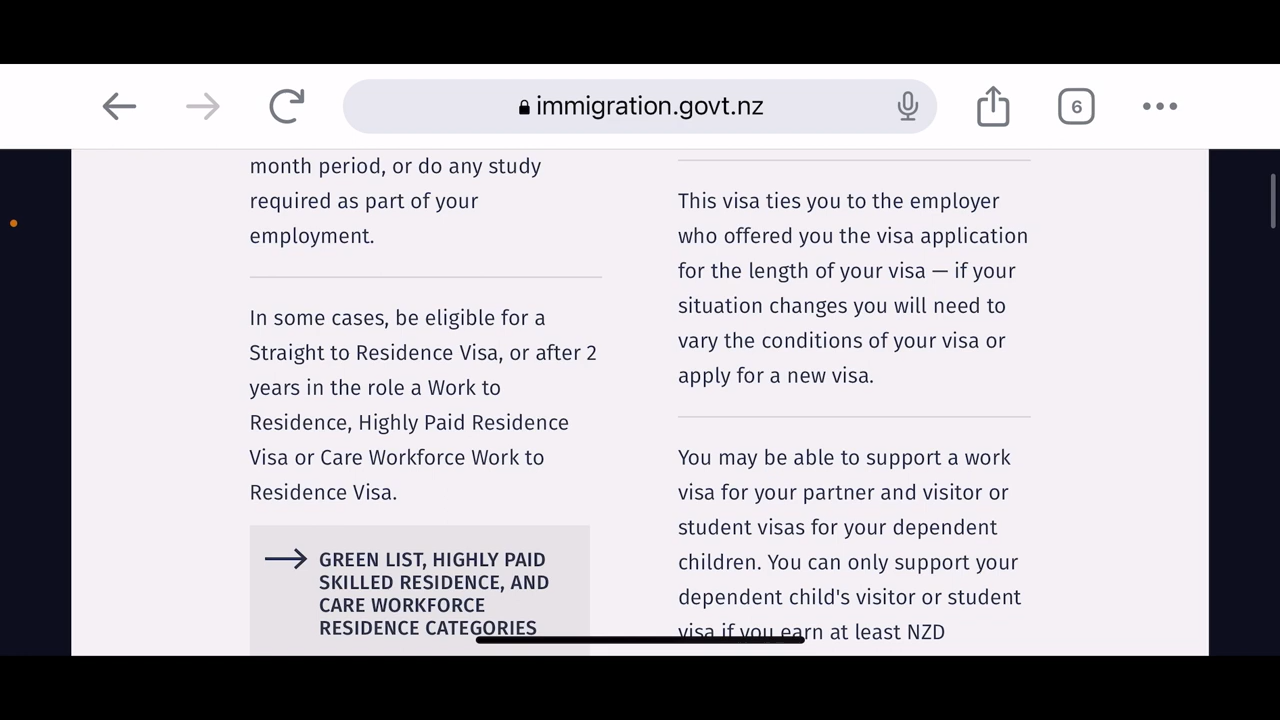 immigration.govt.nz
6
month period, or do any study
required as part of your
employment.
In some cases, be eligible for a
Straight to Residence Visa, or after 2
years in the role a Work to
Residence, Highly Paid Residence
Visa or Care Workforce Work to
Residence Visa.
GREEN LIST, HIGHLY PAID
SKILLED RESIDENCE, AND
CARE WORKFORCE
RESIDENCE CATEGORIES
This visa ties you to the employer
who offered you the visa application
for the length of your visa — if your
situation changes you will need to
vary the conditions of your visa or
apply for a new visa.
You may be able to support a work
visa for your partner and visitor or
student visas for your dependent
children. You can only support your
dependent child's visitor or student
visa if you earn at least NZD